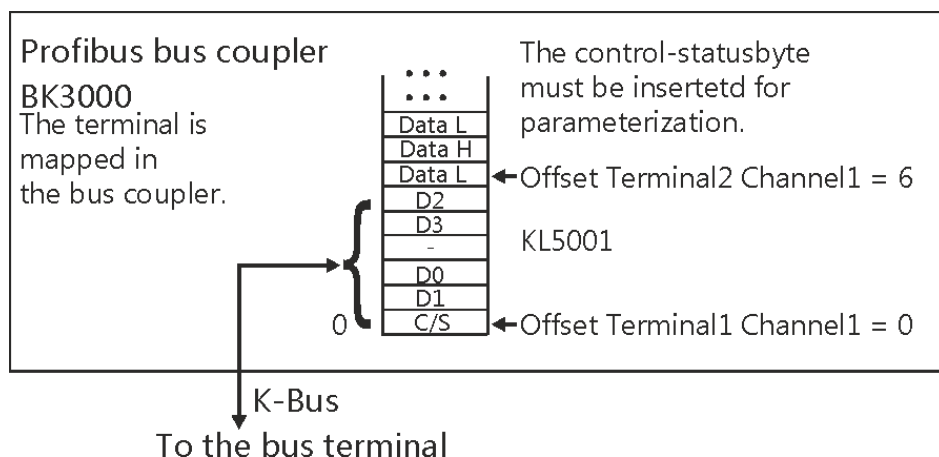 Profibus bus coupler
BK3000
The terminal is
mapped in
the bus coupler.
The control-statusbyte
must be insertetd for
parameterization.
Data L
Data H
Data L
Offset Terminal2 Channel1 = 6
D2
D3
-
KL5001
D0
D1
0
C/S
Offset Terminal1 Channel1 = 0
K-Bus
To the bus terminal